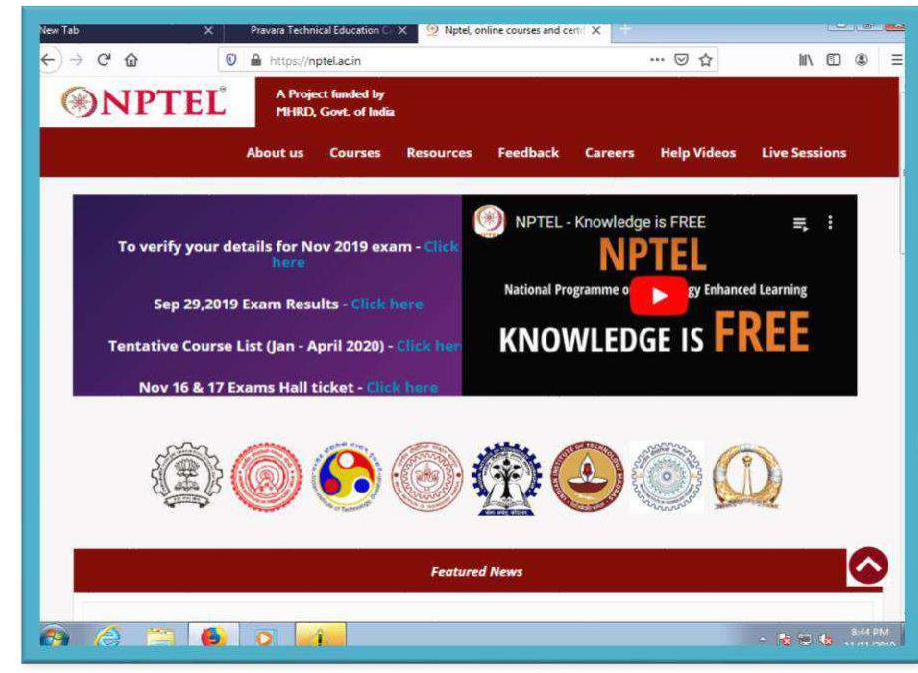 New Tab
Pravara Technical Education C
Nptel, online courses and certi
https://nptel.ac.in
NPTEL
A Project funded by
MHRD, Govt. of India
About us Courses Resources Feedback Careers Help Videos Live Sessions
To verify your details for Nov 2019 exam - Click
here
Sep 29,2019 Exam Results - Click here
Tentative Course List (Jan - April 2020) - Click her
Nov 16 & 17 Exams Hall ticket - Click here
NPTEL - Knowledge is FREE
NPTEL
National Programme o gy Enhanced Learning
KNOWLEDGE IS FREE
Featured News
8:44 PM